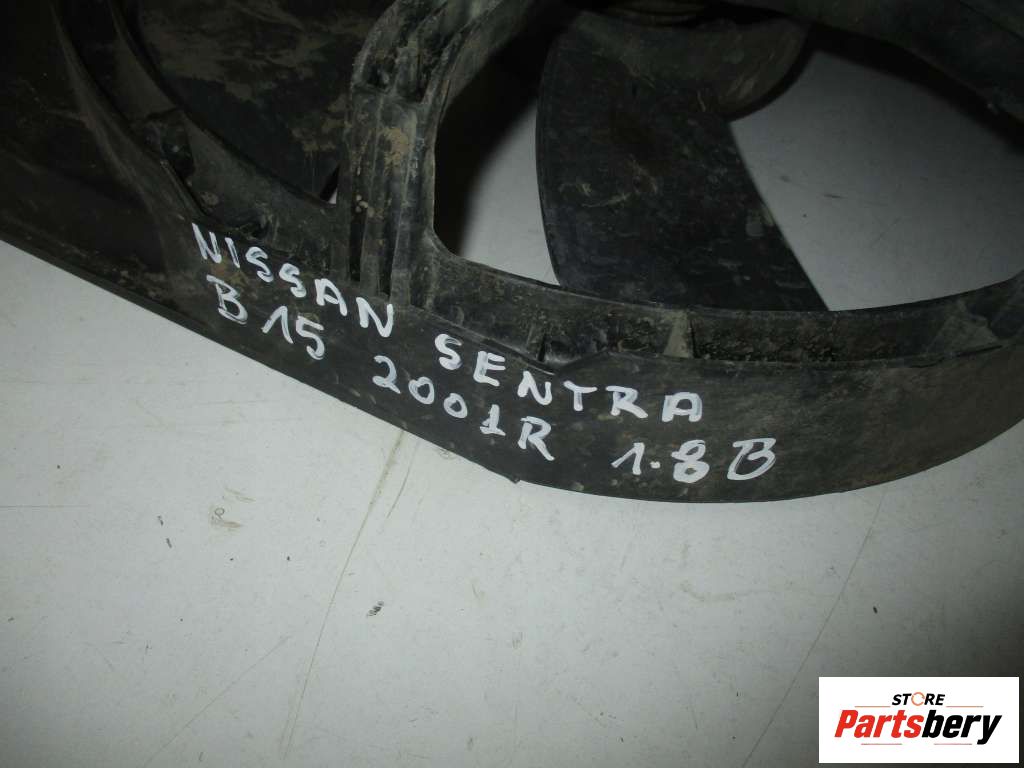 NISSAN SENTRA
B15 2001R 1.8B
STORE
Partsbery